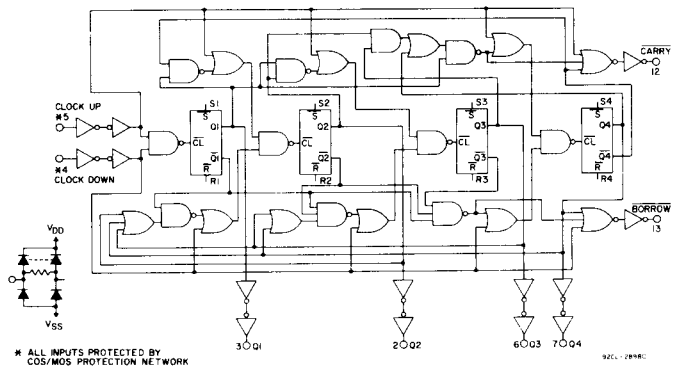 CARRY
12
CLOCK UP
*5
*4
CLOCK DOWN
S1
S
Q1
CL
Q1
R
R1
S2
S
Q2
CL
Q2
R
R2
S3
S
Q3
CL
Q3
R
R3
S4
S
Q4
CL
Q4
R
R4
BORROW
13
VDD
VSS
3 Q1
2 Q2
6 Q3
7 Q4
* ALL INPUTS PROTECTED BY
COS/MOS PROTECTION NETWORK